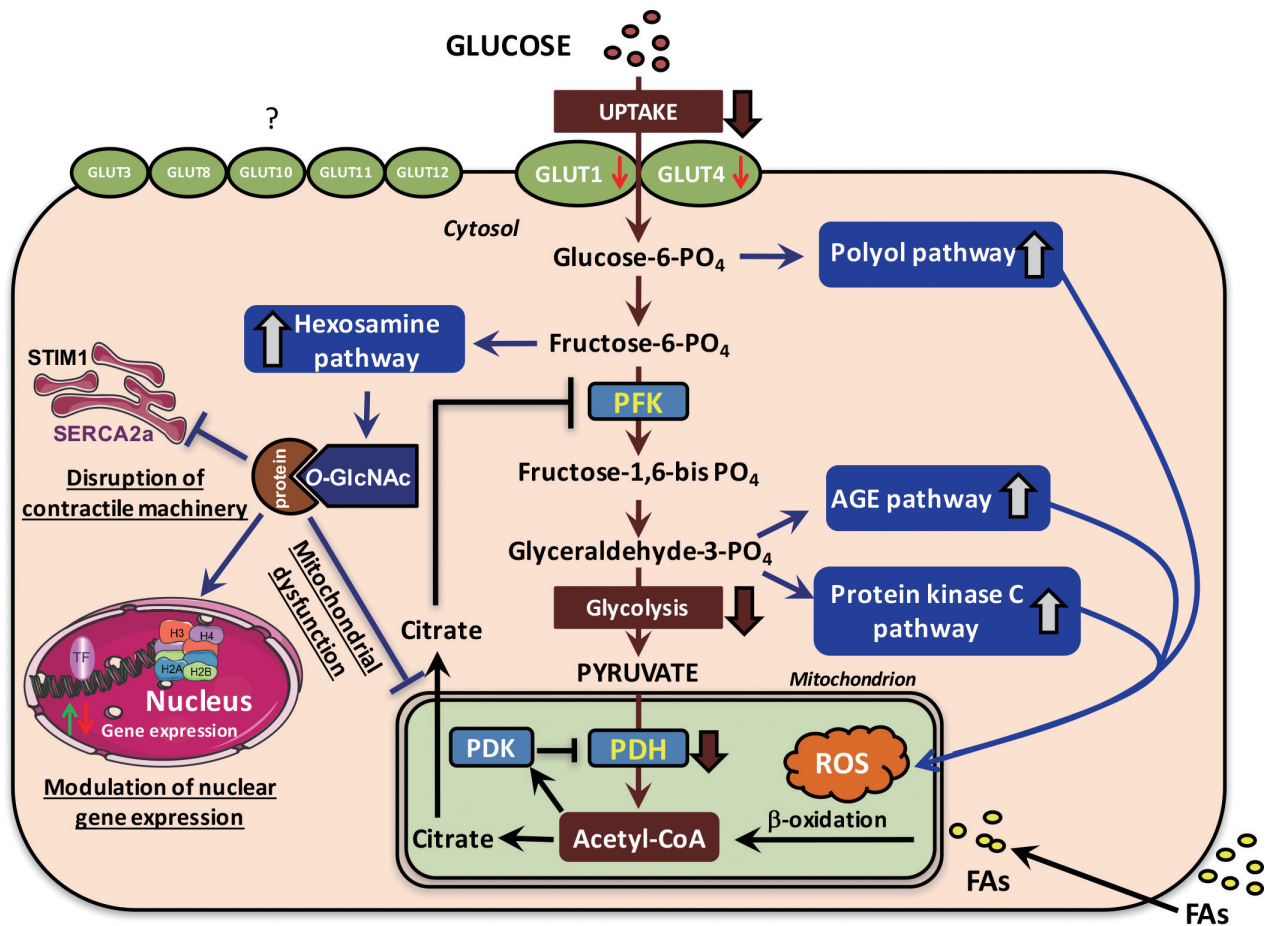 GLUCOSE
UPTAKE
?
GLUT3
GLUT8
GLUT10
GLUT11
GLUT12
GLUT1
GLUT4
Cytosol
Glucose-6-PO4
Polyol pathway
Hexosamine
pathway
Fructose-6-PO4
STIM1
SERCA2a
PFK
protein
O-GlcNAc
Fructose-1,6-bis PO4
Disruption of
contractile machinery
AGE pathway
Glyceraldehyde-3-PO4
Mitochondrial
dysfunction
Glycolysis
Protein kinase C
pathway
Citrate
H3
H4
TF
H2A
H2B
Nucleus
Gene expression
PYRUVATE
Mitochondrion
PDK
PDH
ROS
Modulation of nuclear
gene expression
Citrate
Acetyl-CoA
β-oxidation
FAs
FAs